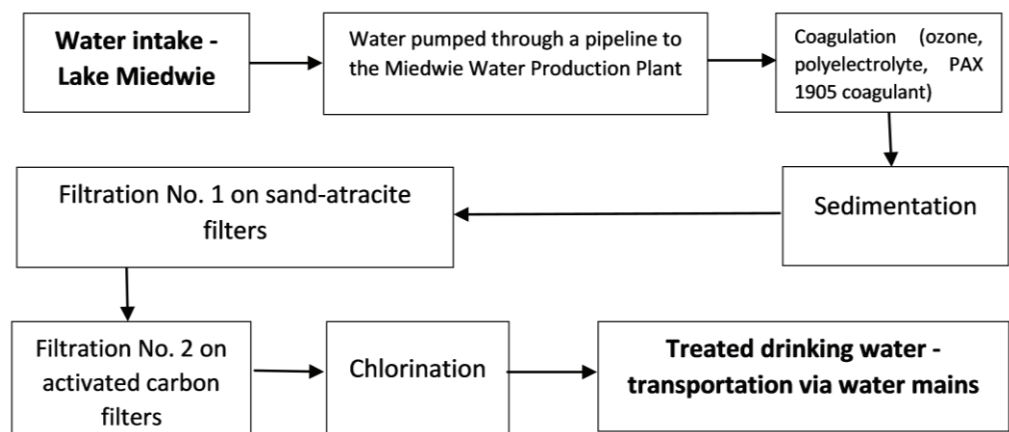 Water intake -
Lake Miedwie
Water pumped through a pipeline to
the Miedwie Water Production Plant
Coagulation (ozone,
polyelectrolyte, PAX
1905 coagulant)
Sedimentation
Filtration No. 1 on sand-atracite
filters
Filtration No. 2 on
activated carbon
filters
Chlorination
Treated drinking water -
transportation via water mains